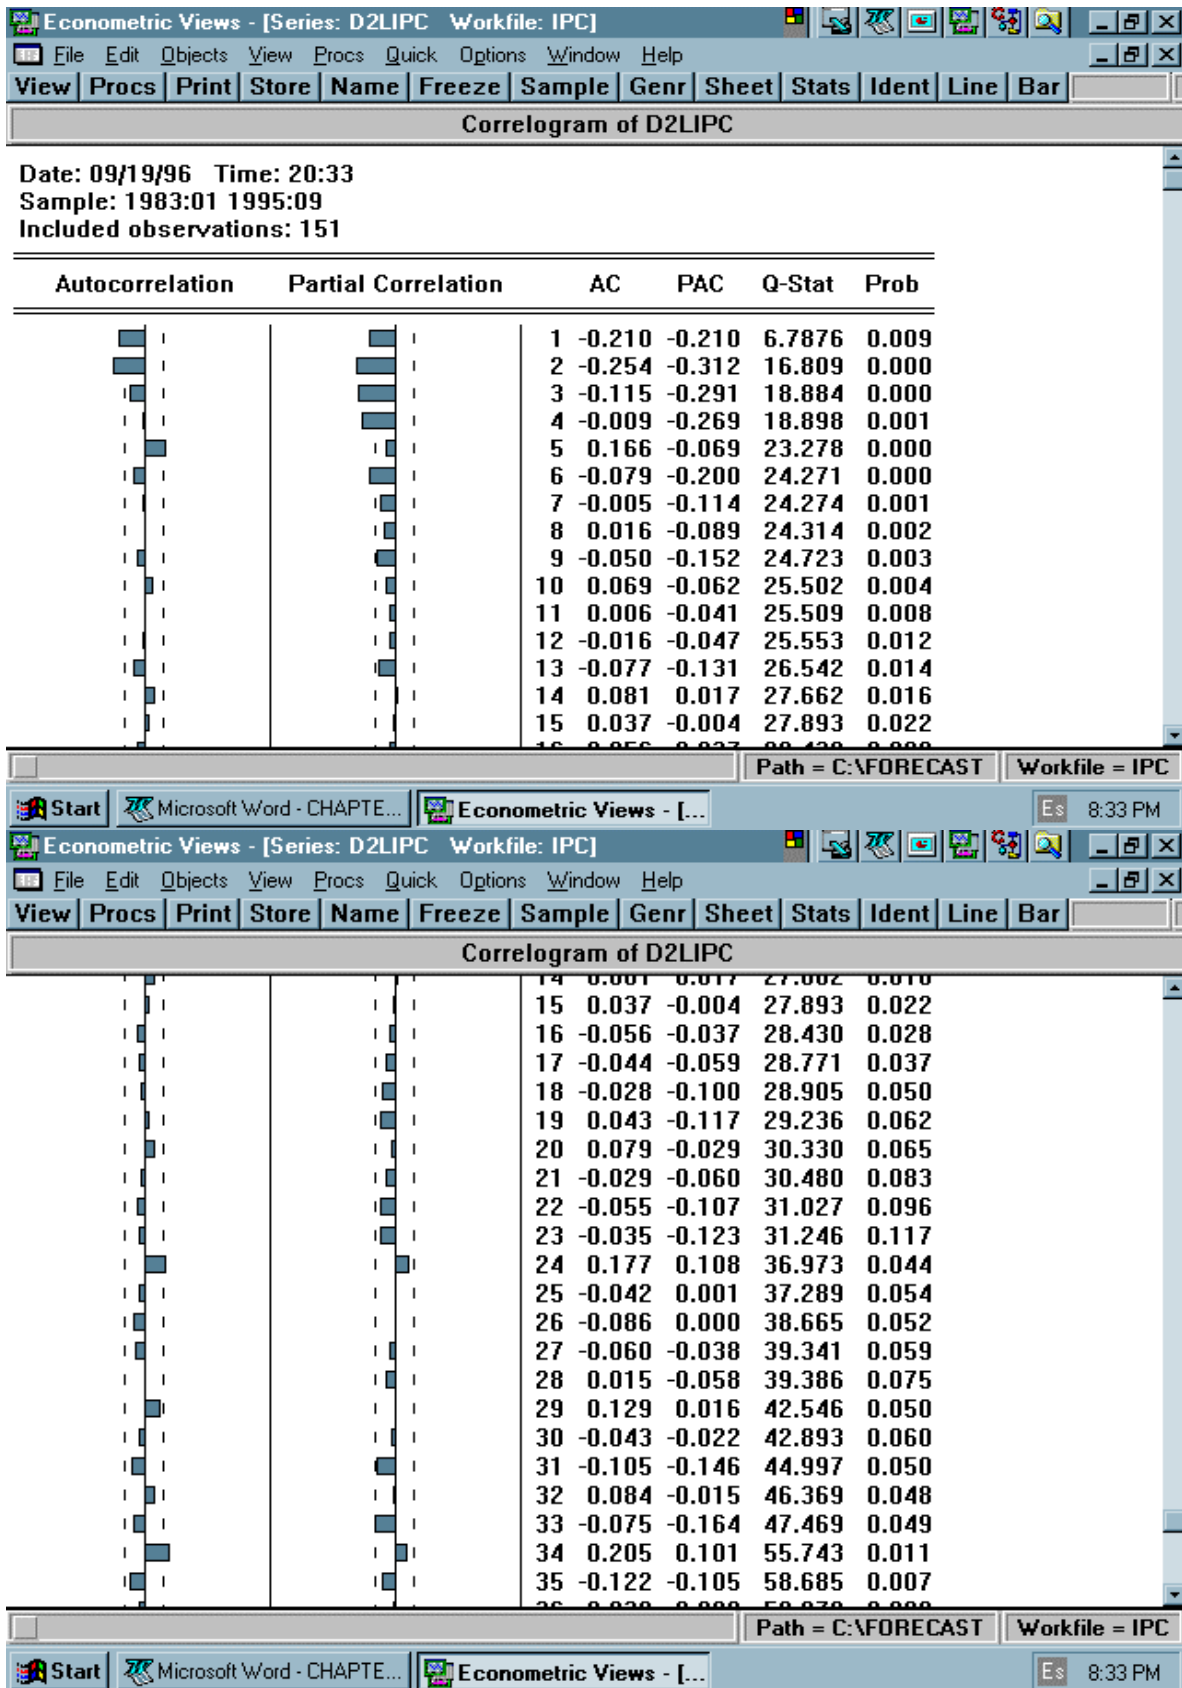 Econometric Views - [Series: D2LIPC   Workfile: IPC]
File Edit Objects View Procs Quick Options Window Help
View Procs Print Store Name Freeze Sample Genr Sheet Stats Ident Line Bar
Correlogram of D2LIPC
Date: 09/19/96   Time: 20:33
Sample: 1983:01 1995:09
Included observations: 151
Autocorrelation Partial Correlation AC PAC Q-Stat Prob
1 -0.210 -0.210 6.7876 0.009
2 -0.254 -0.312 16.809 0.000
3 -0.115 -0.291 18.884 0.000
4 -0.009 -0.269 18.898 0.001
5 0.166 -0.069 23.278 0.000
6 -0.079 -0.200 24.271 0.000
7 -0.005 -0.114 24.274 0.001
8 0.016 -0.089 24.314 0.002
9 -0.050 -0.152 24.723 0.003
10 0.069 -0.062 25.502 0.004
11 0.006 -0.041 25.509 0.008
12 -0.016 -0.047 25.553 0.012
13 -0.077 -0.131 26.542 0.014
14 0.081 0.017 27.662 0.016
15 0.037 -0.004 27.893 0.022
Path = C:\FORECAST Workfile = IPC
Start Microsoft Word - CHAPTE... Econometric Views - [... Es 8:33 PM
Econometric Views - [Series: D2LIPC   Workfile: IPC]
File Edit Objects View Procs Quick Options Window Help
View Procs Print Store Name Freeze Sample Genr Sheet Stats Ident Line Bar
Correlogram of D2LIPC
14 0.081 0.017 27.662 0.016
15 0.037 -0.004 27.893 0.022
16 -0.056 -0.037 28.430 0.028
17 -0.044 -0.059 28.771 0.037
18 -0.028 -0.100 28.905 0.050
19 0.043 -0.117 29.236 0.062
20 0.079 -0.029 30.330 0.065
21 -0.029 -0.060 30.480 0.083
22 -0.055 -0.107 31.027 0.096
23 -0.035 -0.123 31.246 0.117
24 0.177 0.108 36.973 0.044
25 -0.042 0.001 37.289 0.054
26 -0.086 0.000 38.665 0.052
27 -0.060 -0.038 39.341 0.059
28 0.015 -0.058 39.386 0.075
29 0.129 0.016 42.546 0.050
30 -0.043 -0.022 42.893 0.060
31 -0.105 -0.146 44.997 0.050
32 0.084 -0.015 46.369 0.048
33 -0.075 -0.164 47.469 0.049
34 0.205 0.101 55.743 0.011
35 -0.122 -0.105 58.685 0.007
Path = C:\FORECAST Workfile = IPC
Start Microsoft Word - CHAPTE... Econometric Views - [... Es 8:33 PM